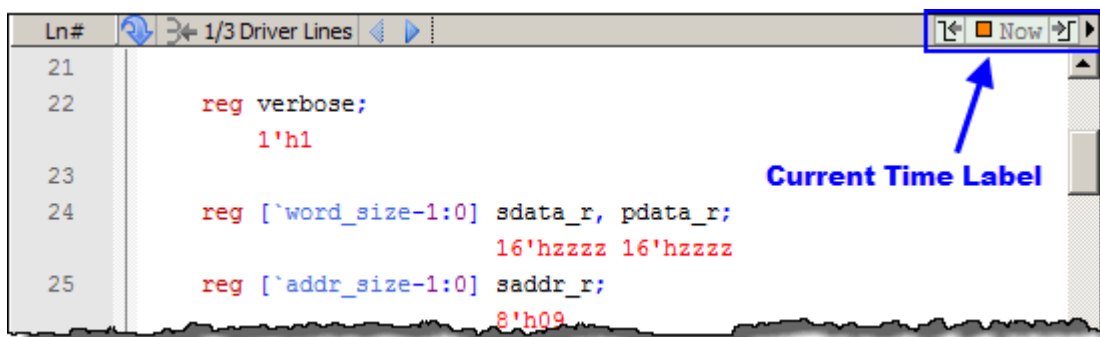 Ln# 1/3 Driver Lines Now
21
22 reg verbose;
1'h1
Current Time Label
23
24 reg [`word_size-1:0] sdata_r, pdata_r;
16'hzzzz 16'hzzzz
25 reg [`addr_size-1:0] saddr_r;
8'h09